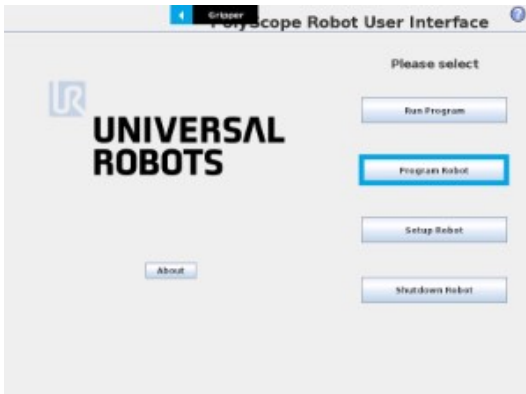 Gripper
PolyScope Robot User Interface
?
Please select
UR
UNIVERSAL
ROBOTS
Run Program
Program Robot
Setup Robot
About
Shutdown Robot